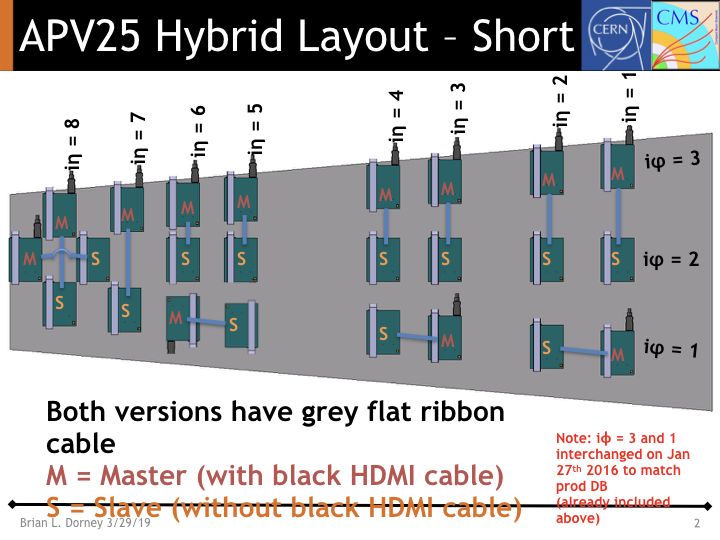 APV25 Hybrid Layout – Short
CERN
CMS
iη = 8
iη = 7
iη = 6
iη = 5
iη = 4
iη = 3
iη = 2
iη = 1
M M M M M M M M
iφ = 3
M S S S S S S S
iφ = 2
S S M S S M S M
iφ = 1
Both versions have grey flat ribbon
cable
M = Master (with black HDMI cable)
S = Slave (without black HDMI cable)
Note: iφ = 3 and 1
interchanged on Jan
27th 2016 to match
prod DB
(already included
above)
Brian L. Dorney 3/29/19
2